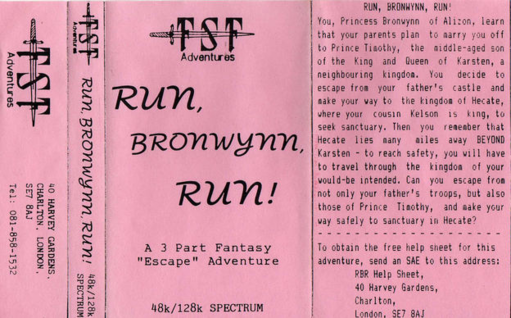 FST
Adventures
40 HARVEY GARDENS,
CHARLTON, LONDON,
SE7 8AJ
Tel: 081-858-1532
FST
Adventures
RUN, BRONWYNN, RUN!
48k/128k
SPECTRUM
FST
Adventures
RUN,
BRONWYNN,
RUN!
A 3 Part Fantasy
"Escape" Adventure
48k/128k SPECTRUM
RUN, BRONWYNN, RUN!
You, Princess Bronwynn of Alizon, learn
that your parents plan to marry you off
to Prince Timothy, the middle-aged son
of the King and Queen of Karsten, a
neighbouring kingdom. You decide to
escape from your father's castle and
make your way to the kingdom of Hecate,
where your cousin Kelson is king, to
seek sanctuary. Then you remember that
Hecate lies many miles away BEYOND
Karsten - to reach safety, you will have
to travel through the kingdom of your
would-be intended. Can you escape from
not only your father's troops, but also
those of Prince Timothy, and make your
way safely to sanctuary in Hecate?
To obtain the free help sheet for this
adventure, send an SAE to this address:
RBR Help Sheet,
40 Harvey Gardens,
Charlton,
London, SE7 8AJ